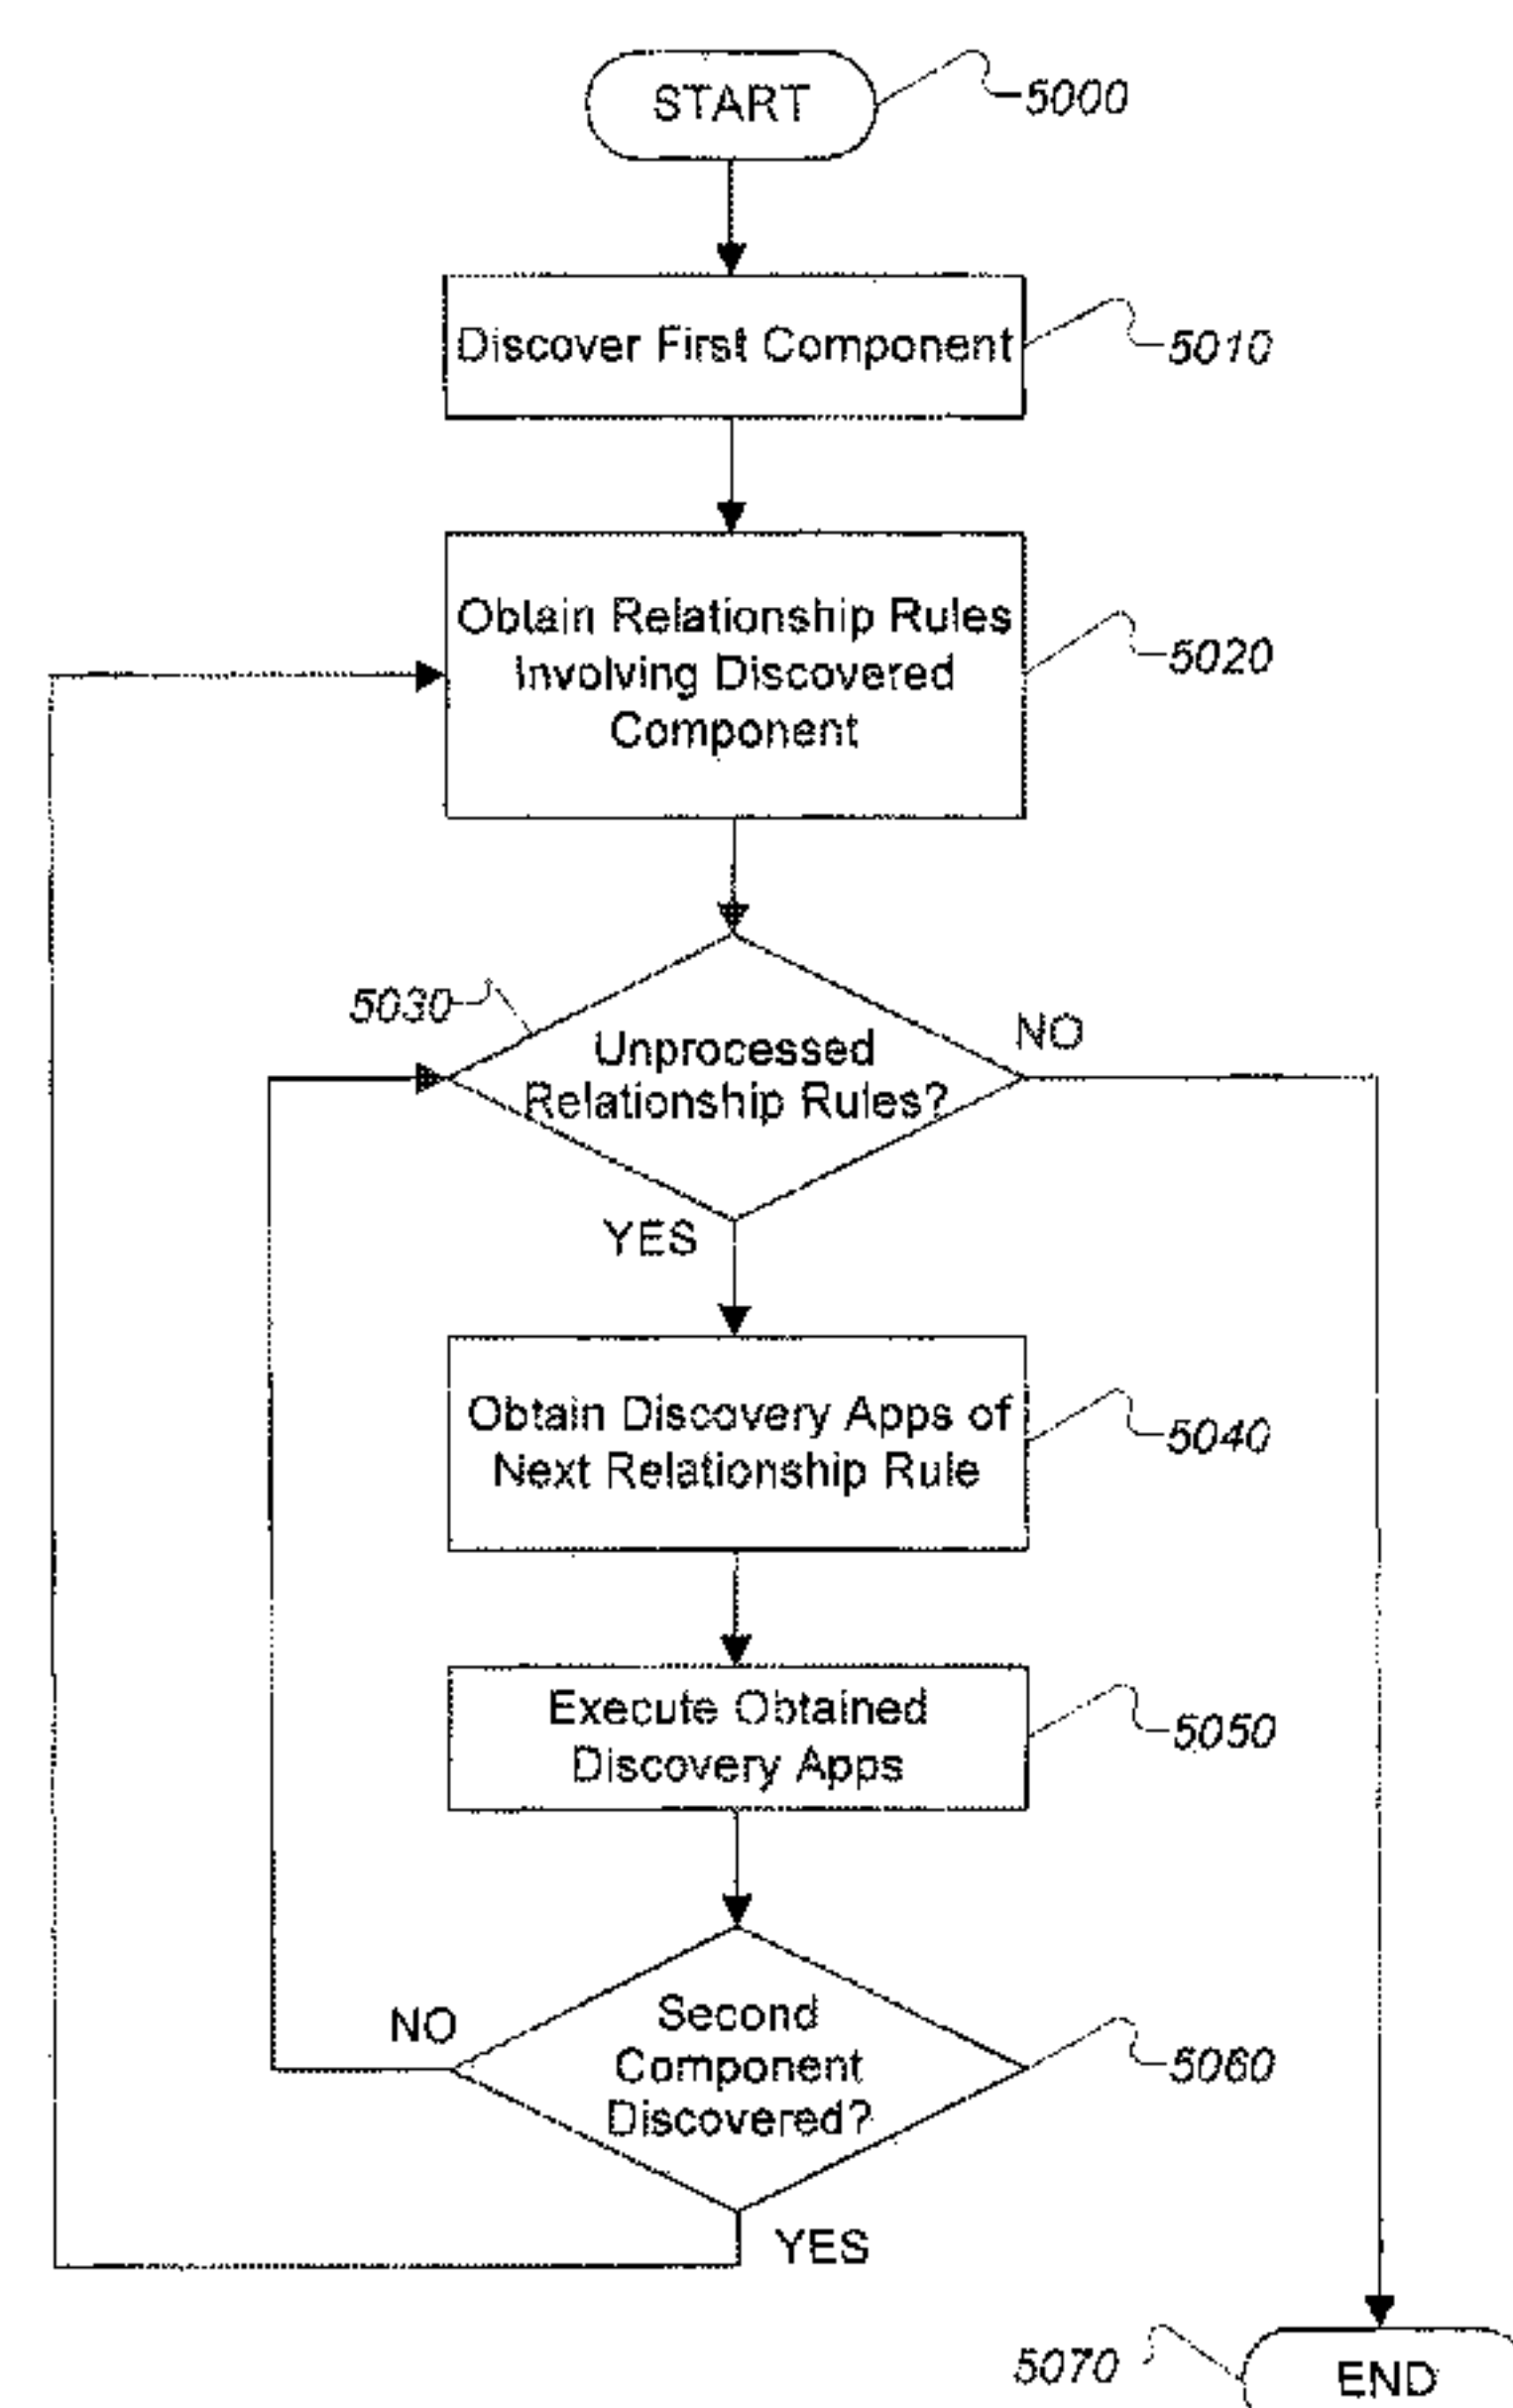 START
5000
Discover First Component
5010
Obtain Relationship Rules
Involving Discovered
Component
5020
5030
Unprocessed
Relationship Rules?
NO
YES
Obtain Discovery Apps of
Next Relationship Rule
5040
Execute Obtained
Discovery Apps
5050
NO
Second
Component
Discovered?
5060
YES
5070
END